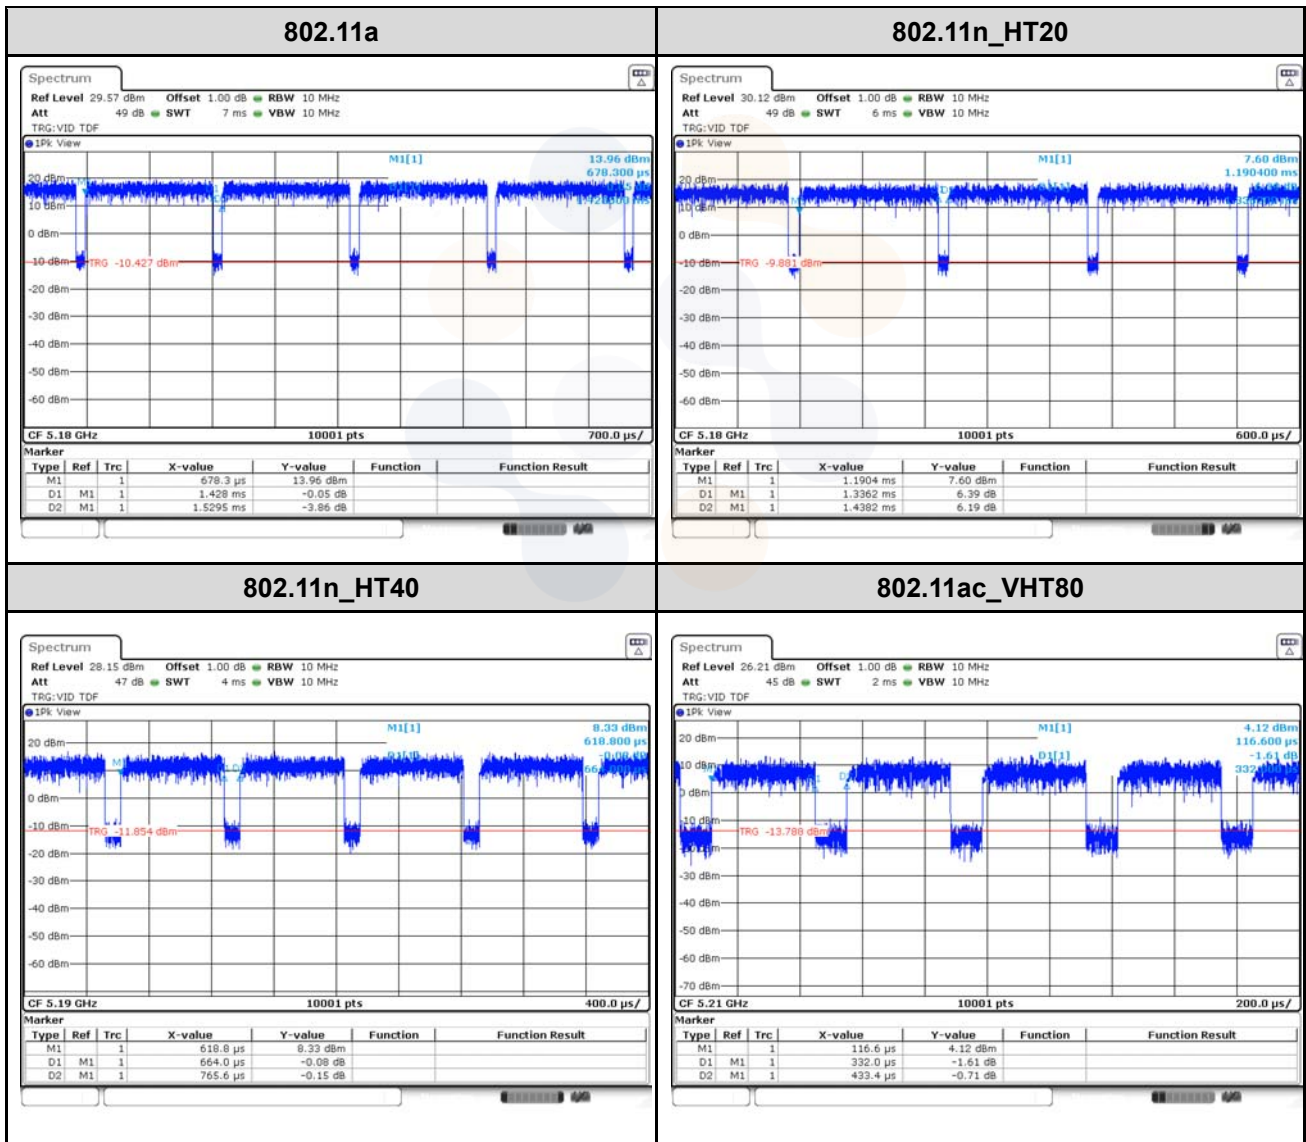 802.11a
802.11n_HT20
Spectrum
Ref Level 29.57 dBm Offset 1.00 dB RBW 10 MHz
Att 49 dB SWT 7 ms VBW 10 MHz
TRG:VID TDF
1Pk View
M1[1] 13.96 dBm
678.300 µs
20 dBm
10 dBm
0 dBm
-10 dBm
TRG -10.427 dBm
-20 dBm
-30 dBm
-40 dBm
-50 dBm
-60 dBm
CF 5.18 GHz 10001 pts 700.0 µs/
Marker
Type Ref Trc X-value Y-value Function Function Result
M1 1 678.3 µs 13.96 dBm
D1 M1 1 1.428 ms -0.05 dB
D2 M1 1 1.5295 ms -3.86 dB
Spectrum
Ref Level 30.12 dBm Offset 1.00 dB RBW 10 MHz
Att 49 dB SWT 6 ms VBW 10 MHz
TRG:VID TDF
1Pk View
M1[1] 7.60 dBm
1.190400 ms
20 dBm
10 dBm
0 dBm
-10 dBm
TRG -9.881 dBm
-20 dBm
-30 dBm
-40 dBm
-50 dBm
-60 dBm
CF 5.18 GHz 10001 pts 600.0 µs/
Marker
Type Ref Trc X-value Y-value Function Function Result
M1 1 1.1904 ms 7.60 dBm
D1 M1 1 1.3362 ms 6.39 dB
D2 M1 1 1.4382 ms 6.19 dB
802.11n_HT40
802.11ac_VHT80
Spectrum
Ref Level 28.15 dBm Offset 1.00 dB RBW 10 MHz
Att 47 dB SWT 4 ms VBW 10 MHz
TRG:VID TDF
1Pk View
M1[1] 8.33 dBm
618.800 µs
20 dBm
D1[1] -0.08 dB
0 dBm
-10 dBm
TRG -11.854 dBm
-20 dBm
-30 dBm
-40 dBm
-50 dBm
-60 dBm
CF 5.19 GHz 10001 pts 400.0 µs/
Marker
Type Ref Trc X-value Y-value Function Function Result
M1 1 618.8 µs 8.33 dBm
D1 M1 1 664.0 µs -0.08 dB
D2 M1 1 765.6 µs -0.15 dB
Spectrum
Ref Level 26.21 dBm Offset 1.00 dB RBW 10 MHz
Att 45 dB SWT 2 ms VBW 10 MHz
TRG:VID TDF
1Pk View
M1[1] 4.12 dBm
116.600 µs
20 dBm
D1[1] -1.61 dB
10 dBm
0 dBm
-10 dBm
TRG -13.788 dBm
-30 dBm
-40 dBm
-50 dBm
-60 dBm
-70 dBm
CF 5.21 GHz 10001 pts 200.0 µs/
Marker
Type Ref Trc X-value Y-value Function Function Result
M1 1 116.6 µs 4.12 dBm
D1 M1 1 332.0 µs -1.61 dB
D2 M1 1 433.4 µs -0.71 dB